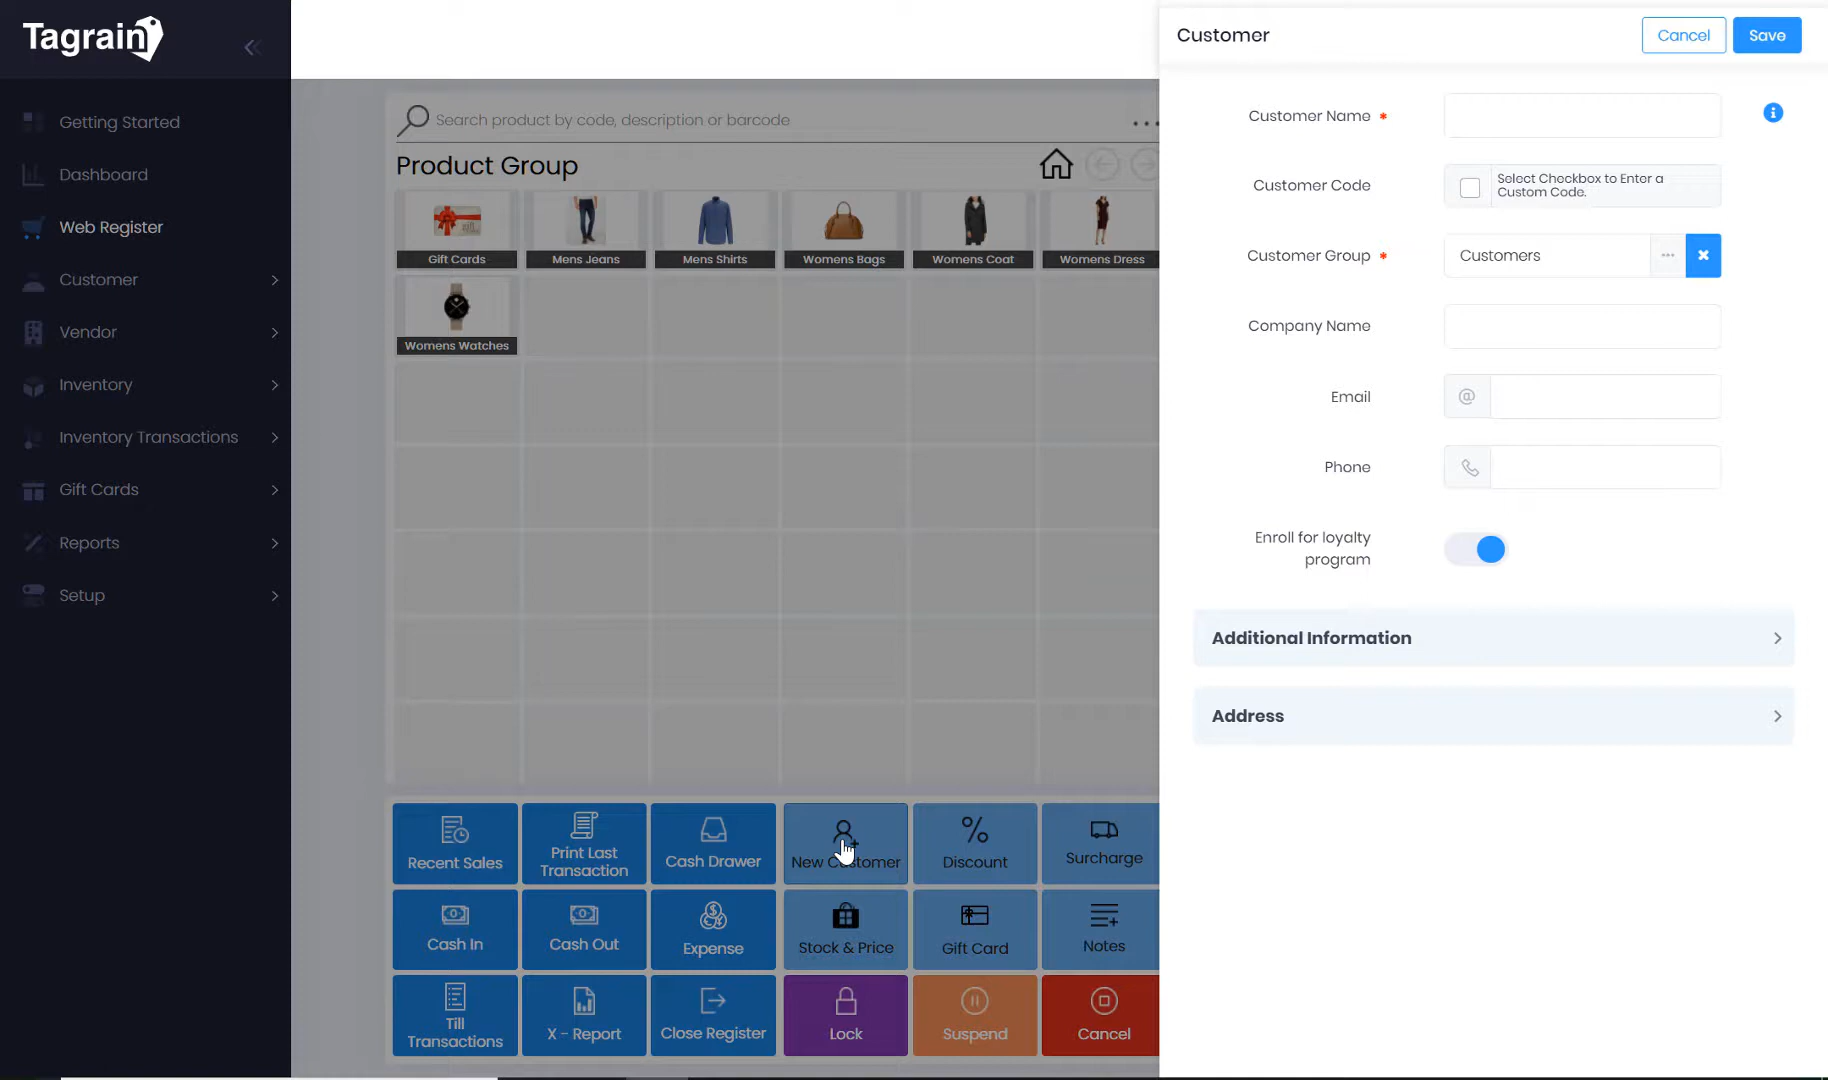 Tagrain
Getting Started
Dashboard
Web Register
Customer
Vendor
Inventory
Inventory Transactions
Gift Cards
Reports
Setup
Search product by code, description or barcode
Product Group
Gift Cards
Mens Jeans
Mens Shirts
Womens Bags
Womens Coat
Womens Dress
Womens Watches
Recent Sales
Print Last
Transaction
Cash Drawer
New Customer
Discount
Surcharge
Cash In
Cash Out
Expense
Stock & Price
Gift Card
Notes
Till
Transactions
X - Report
Close Register
Lock
Suspend
Cancel
Customer
Cancel
Save
Customer Name *
Customer Code
Select Checkbox to Enter a
Custom Code.
Customer Group *
Customers
Company Name
Email
@
Phone
Enroll for loyalty
program
Additional Information
Address